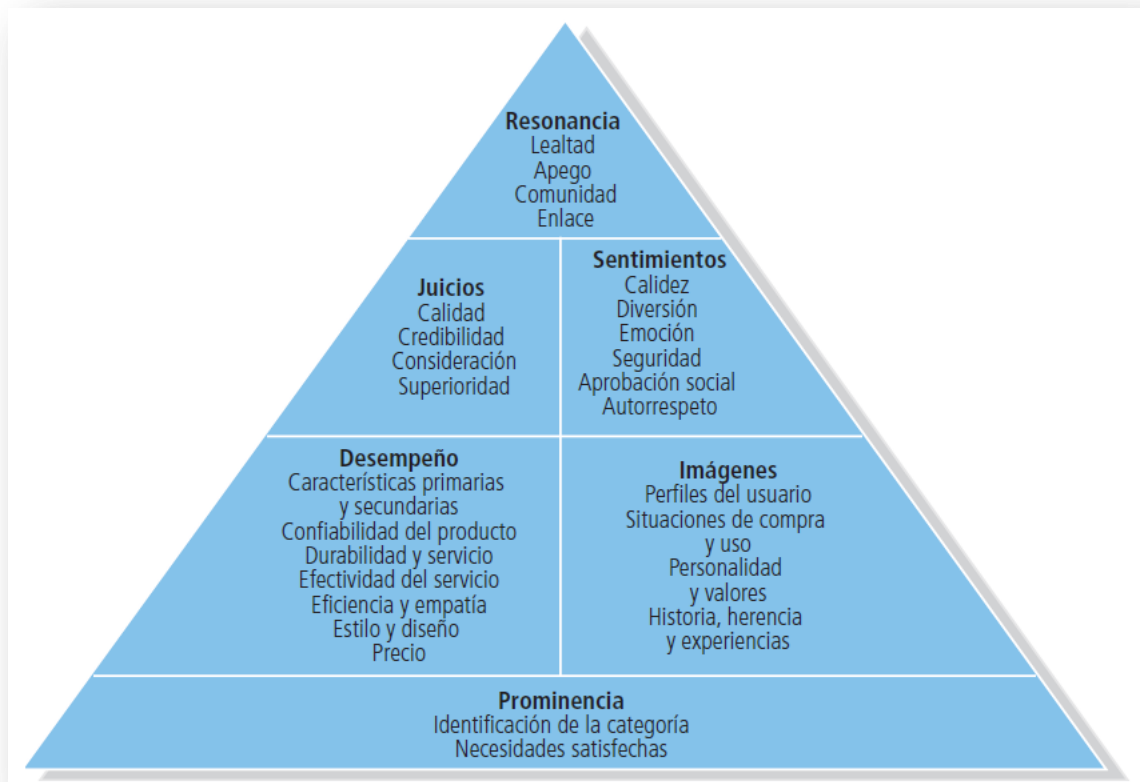 Resonancia
Lealtad
Apego
Comunidad
Enlace
Juicios
Calidad
Credibilidad
Consideración
Superioridad
Sentimientos
Calidez
Diversión
Emoción
Seguridad
Aprobación social
Autorrespeto
Desempeño
Características primarias
y secundarias
Confiabilidad del producto
Durabilidad y servicio
Efectividad del servicio
Eficiencia y empatía
Estilo y diseño
Precio
Imágenes
Perfiles del usuario
Situaciones de compra
y uso
Personalidad
y valores
Historia, herencia
y experiencias
Prominencia
Identificación de la categoría
Necesidades satisfechas